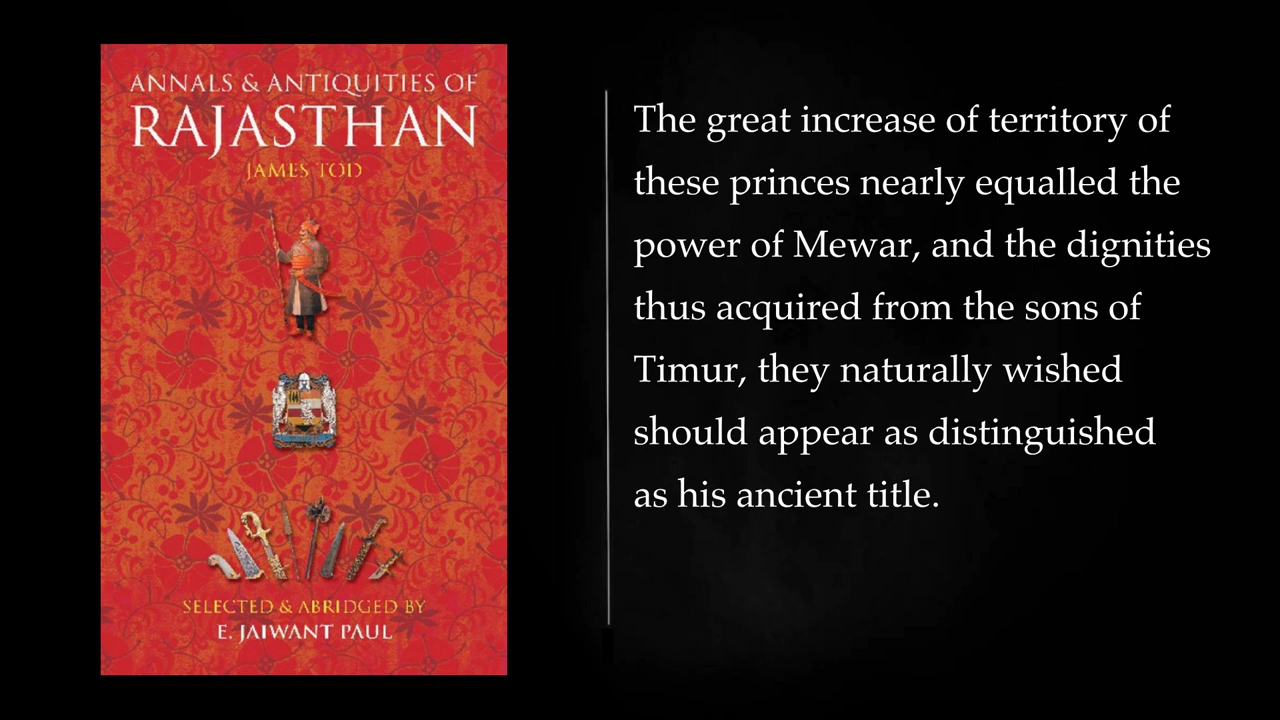 ANNALS & ANTIQUITIES OF
RAJASTHAN
JAMES TOD
SELECTED & ABRIDGED BY
E. JAIWANT PAUL
The great increase of territory of
these princes nearly equalled the
power of Mewar, and the dignities
thus acquired from the sons of
Timur, they naturally wished
should appear as distinguished
as his ancient title.